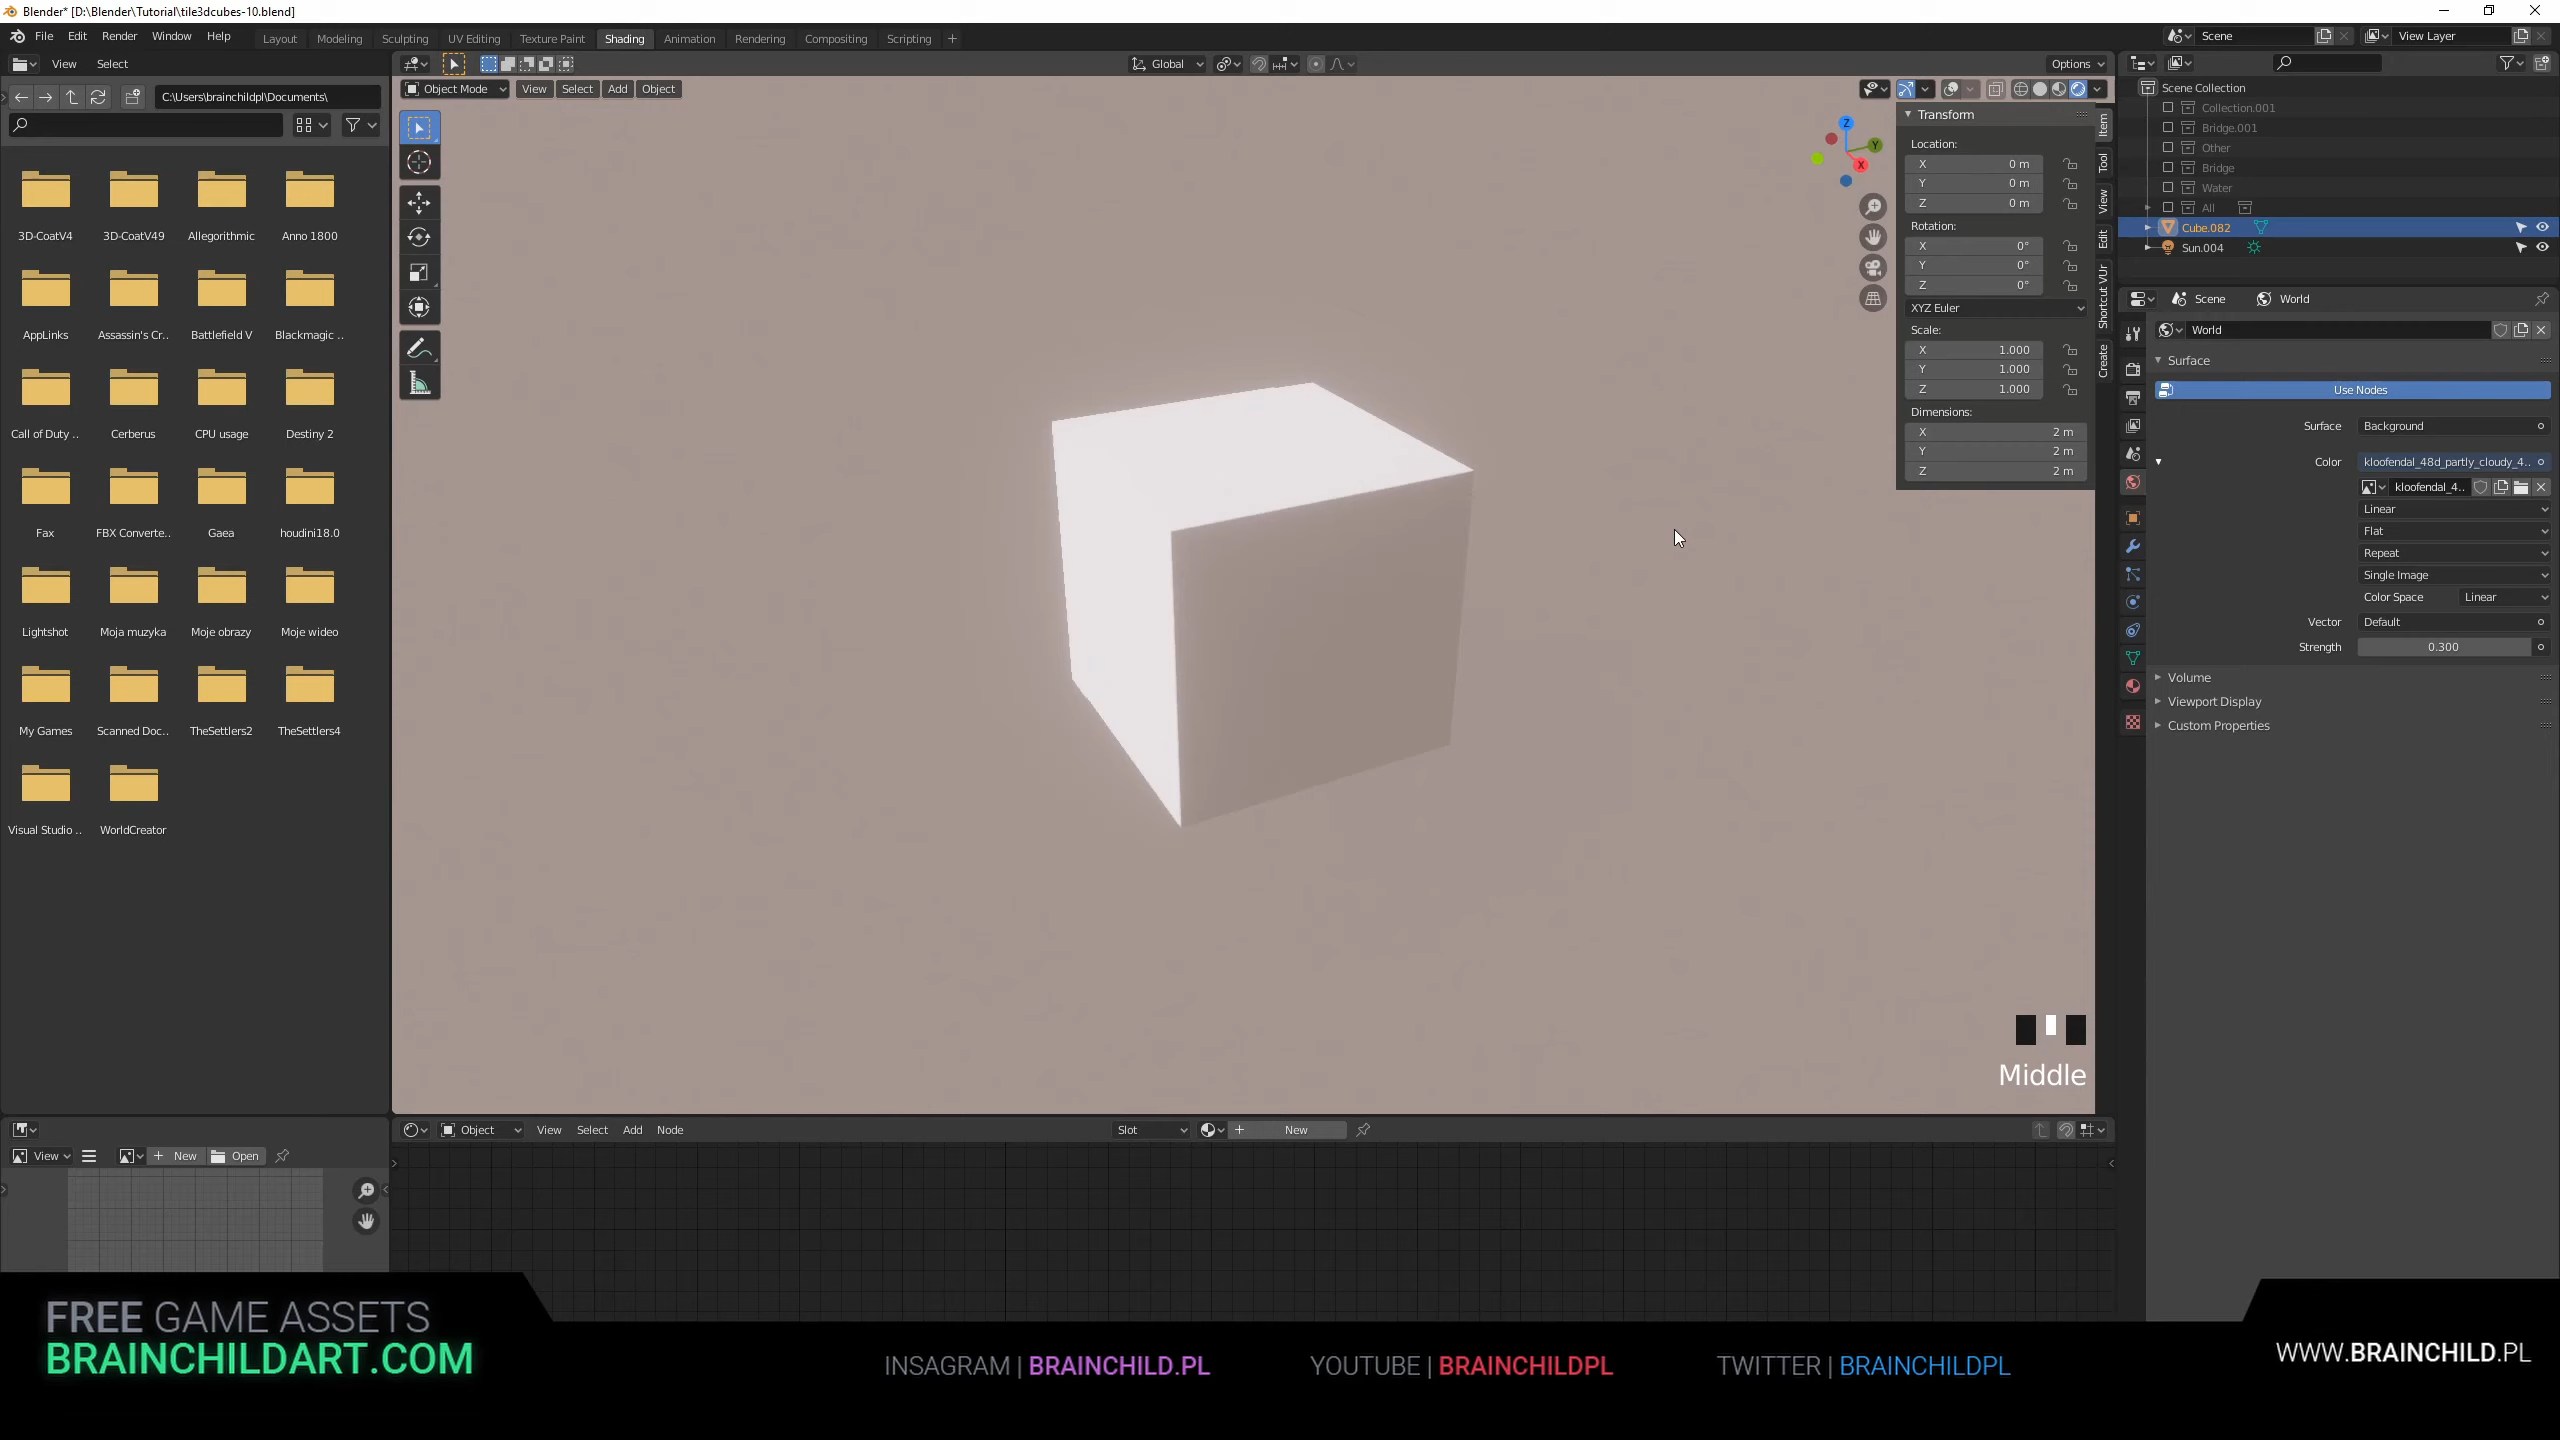 Blender* [D:\Blender\Tutorial\tile3dcubes-10.blend]
File Edit Render Window Help Layout Modeling Sculpting UV Editing Texture Paint Shading Animation Rendering Compositing Scripting + Scene View Layer
View Select Global Options
C:\Users\brainchildpl\Documents\ Object Mode View Select Add Object
Scene Collection
Collection.001
Bridge.001
Other
Bridge
Water
All
Cube.082
Sun.004
3D-CoatV4 3D-CoatV49 Allegorithmic Anno 1800
AppLinks Assassin's Cr.. Battlefield V Blackmagic ..
Call of Duty .. Cerberus CPU usage Destiny 2
Fax FBX Converte.. Gaea houdini18.0
Lightshot Moja muzyka Moje obrazy Moje wideo
My Games Scanned Doc.. TheSettlers2 TheSettlers4
Visual Studio .. WorldCreator
Z
Y
X
Transform
Location:
X 0 m
Y 0 m
Z 0 m
Rotation:
X 0°
Y 0°
Z 0°
XYZ Euler
Scale:
X 1.000
Y 1.000
Z 1.000
Dimensions:
X 2 m
Y 2 m
Z 2 m
Item
Tool
View
Edit
Shortcut VUr
Create
Scene World
World
Surface
Use Nodes
Surface Background
Color kloofendal_48d_partly_cloudy_4..
kloofendal_4..
Linear
Flat
Repeat
Single Image
Color Space Linear
Vector Default
Strength 0.300
Volume
Viewport Display
Custom Properties
Middle
Object View Select Add Node Slot New
View New Open
FREE GAME ASSETS
BRAINCHILDART.COM
INSAGRAM | BRAINCHILD.PL YOUTUBE | BRAINCHILDPL TWITTER | BRAINCHILDPL WWW.BRAINCHILD.PL